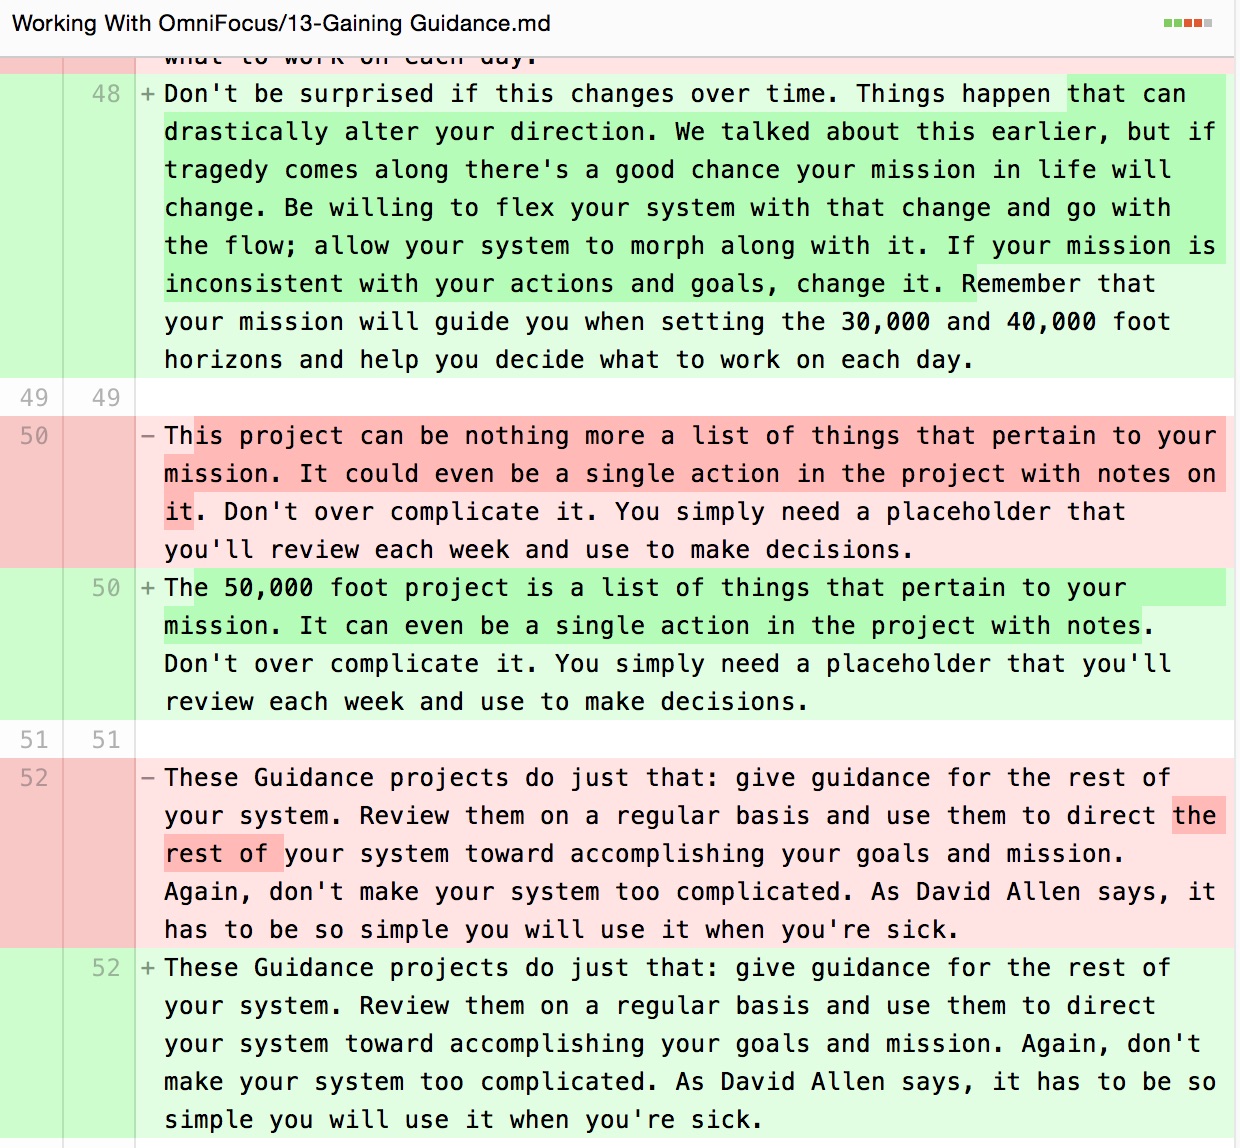 Working With OmniFocus/13-Gaining Guidance.md
what to work on each day.
48 + Don't be surprised if this changes over time. Things happen that can
drastically alter your direction. We talked about this earlier, but if
tragedy comes along there's a good chance your mission in life will
change. Be willing to flex your system with that change and go with
the flow; allow your system to morph along with it. If your mission is
inconsistent with your actions and goals, change it. Remember that
your mission will guide you when setting the 30,000 and 40,000 foot
horizons and help you decide what to work on each day.
49 49
50 − This project can be nothing more a list of things that pertain to your
mission. It could even be a single action in the project with notes on
it. Don't over complicate it. You simply need a placeholder that
you'll review each week and use to make decisions.
50 + The 50,000 foot project is a list of things that pertain to your
mission. It can even be a single action in the project with notes.
Don't over complicate it. You simply need a placeholder that you'll
review each week and use to make decisions.
51 51
52 − These Guidance projects do just that: give guidance for the rest of
your system. Review them on a regular basis and use them to direct the
rest of your system toward accomplishing your goals and mission.
Again, don't make your system too complicated. As David Allen says, it
has to be so simple you will use it when you're sick.
52 + These Guidance projects do just that: give guidance for the rest of
your system. Review them on a regular basis and use them to direct
your system toward accomplishing your goals and mission. Again, don't
make your system too complicated. As David Allen says, it has to be so
simple you will use it when you're sick.